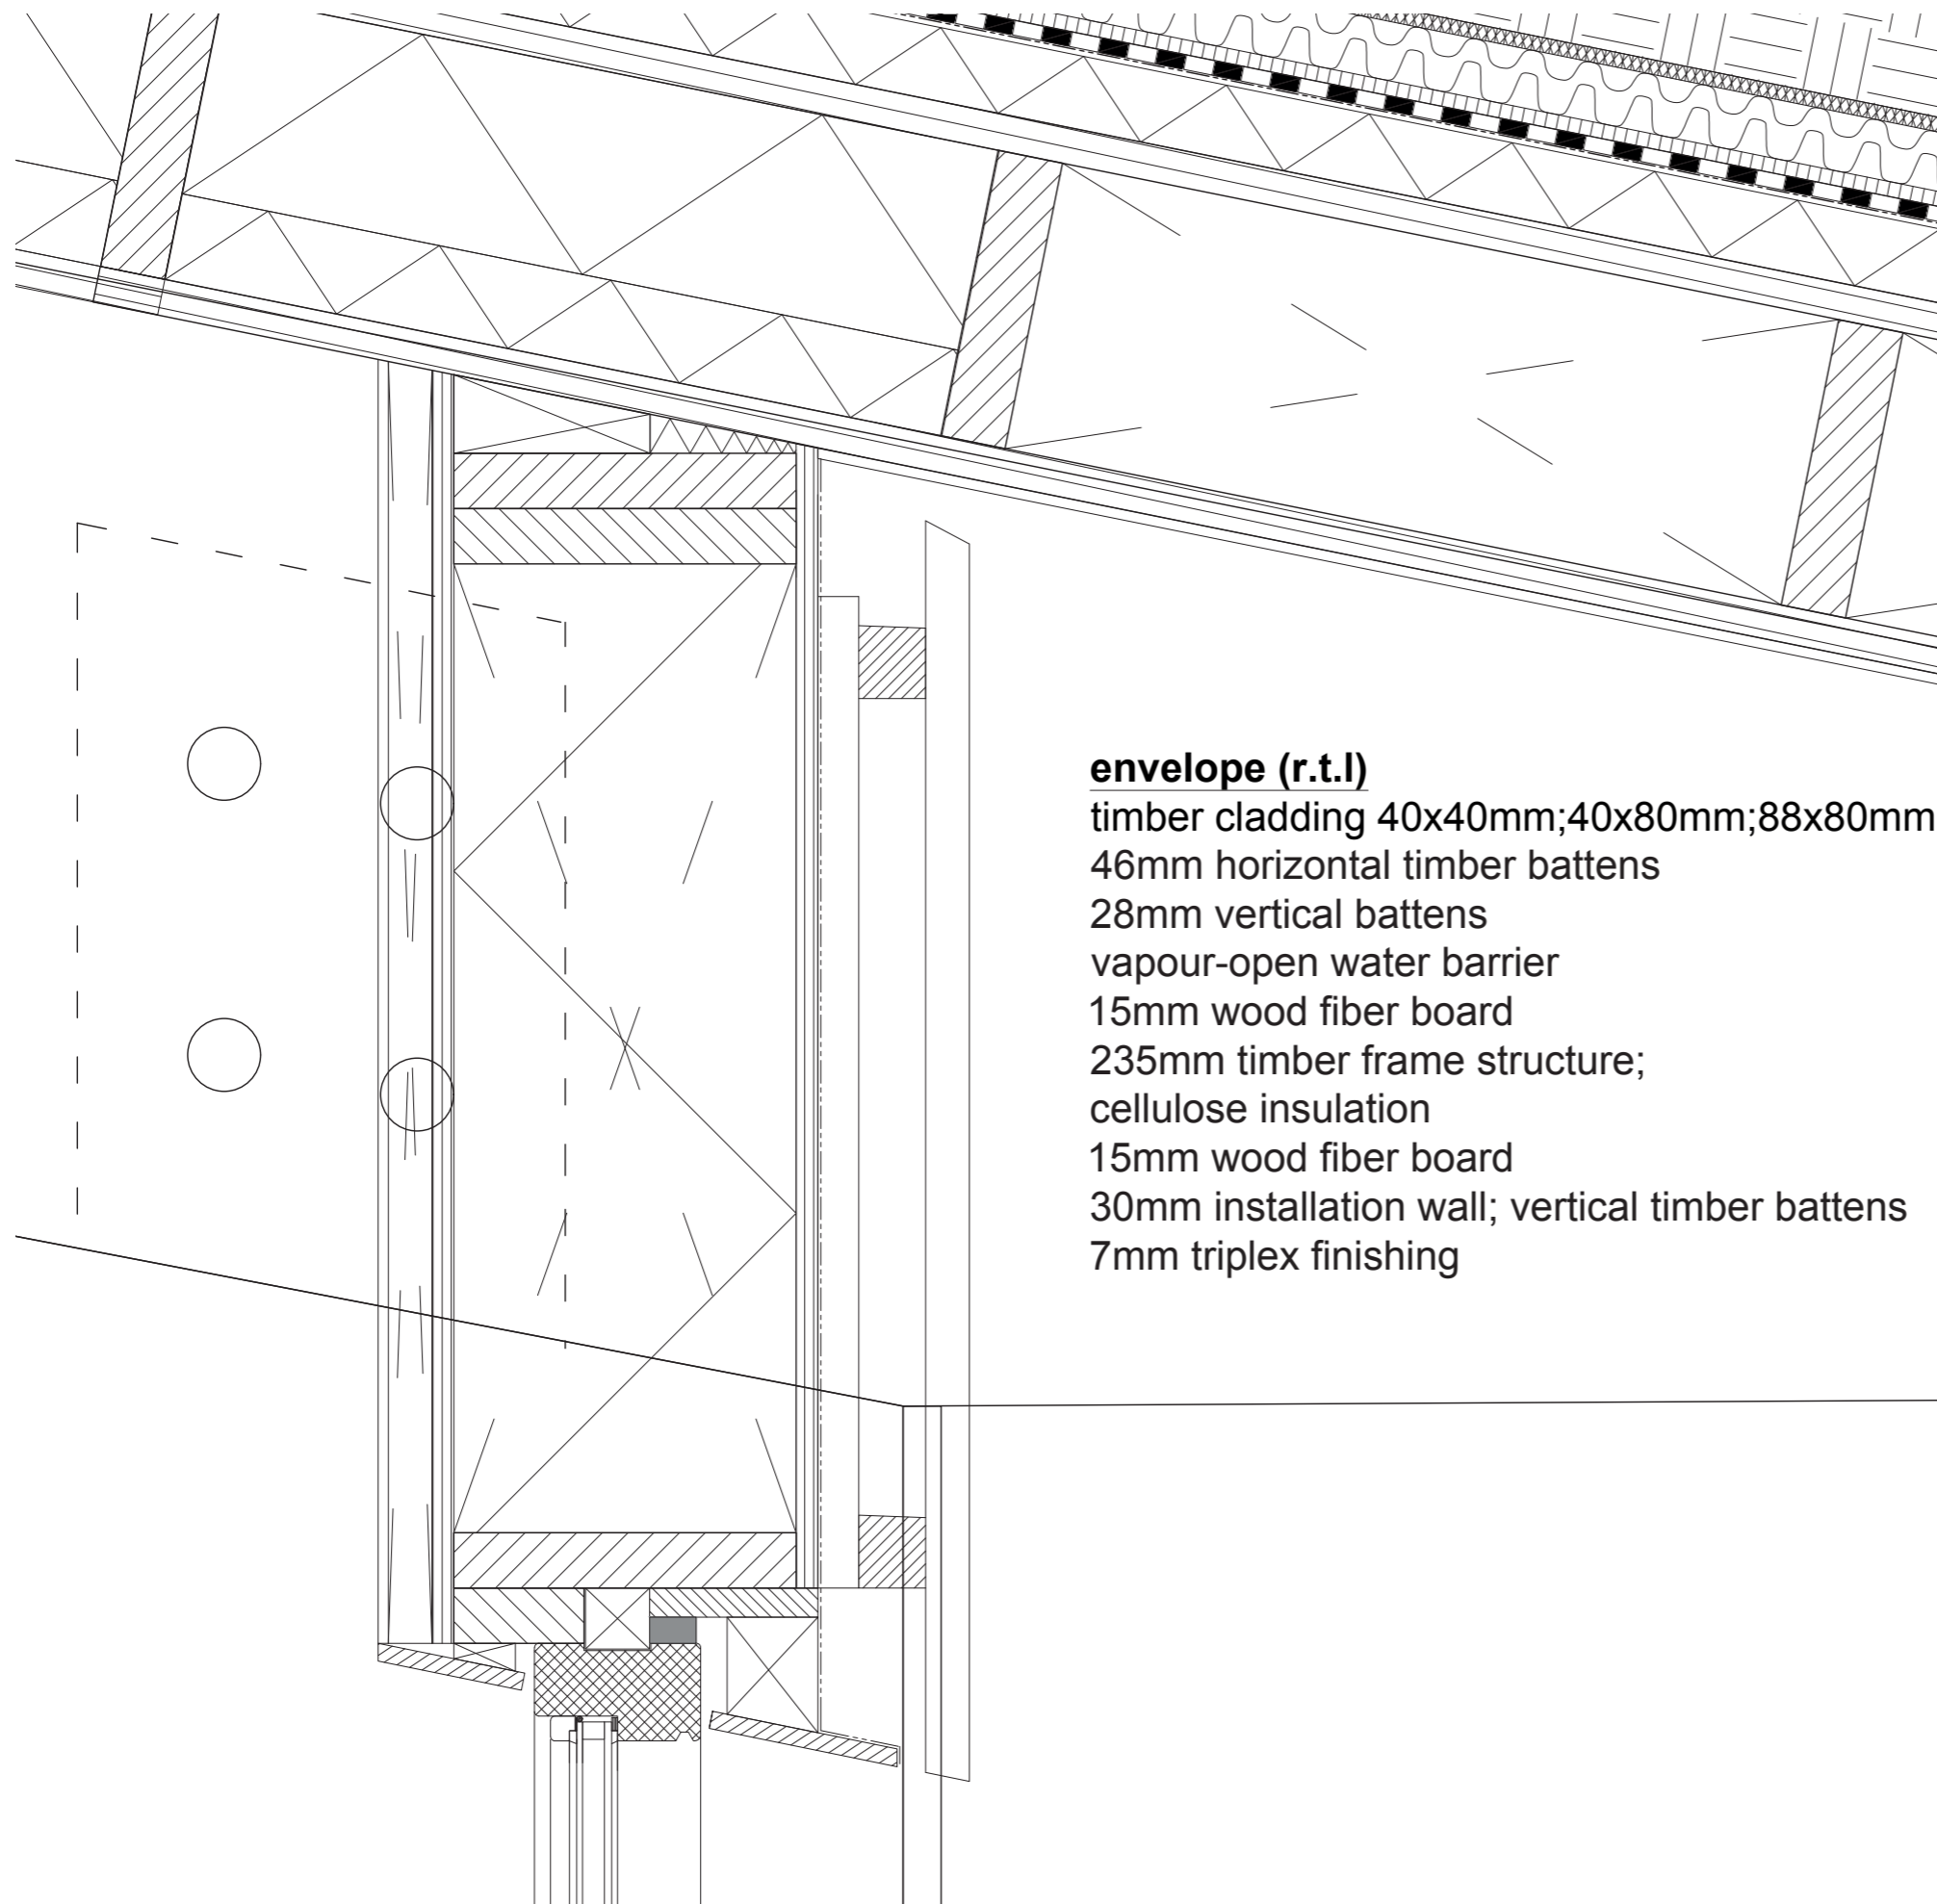 envelope (r.t.l)
timber cladding 40x40mm;40x80mm;88x80mm
46mm horizontal timber battens
28mm vertical battens
vapour-open water barrier
15mm wood fiber board
235mm timber frame structure;
cellulose insulation
15mm wood fiber board
30mm installation wall; vertical timber battens
7mm triplex finishing